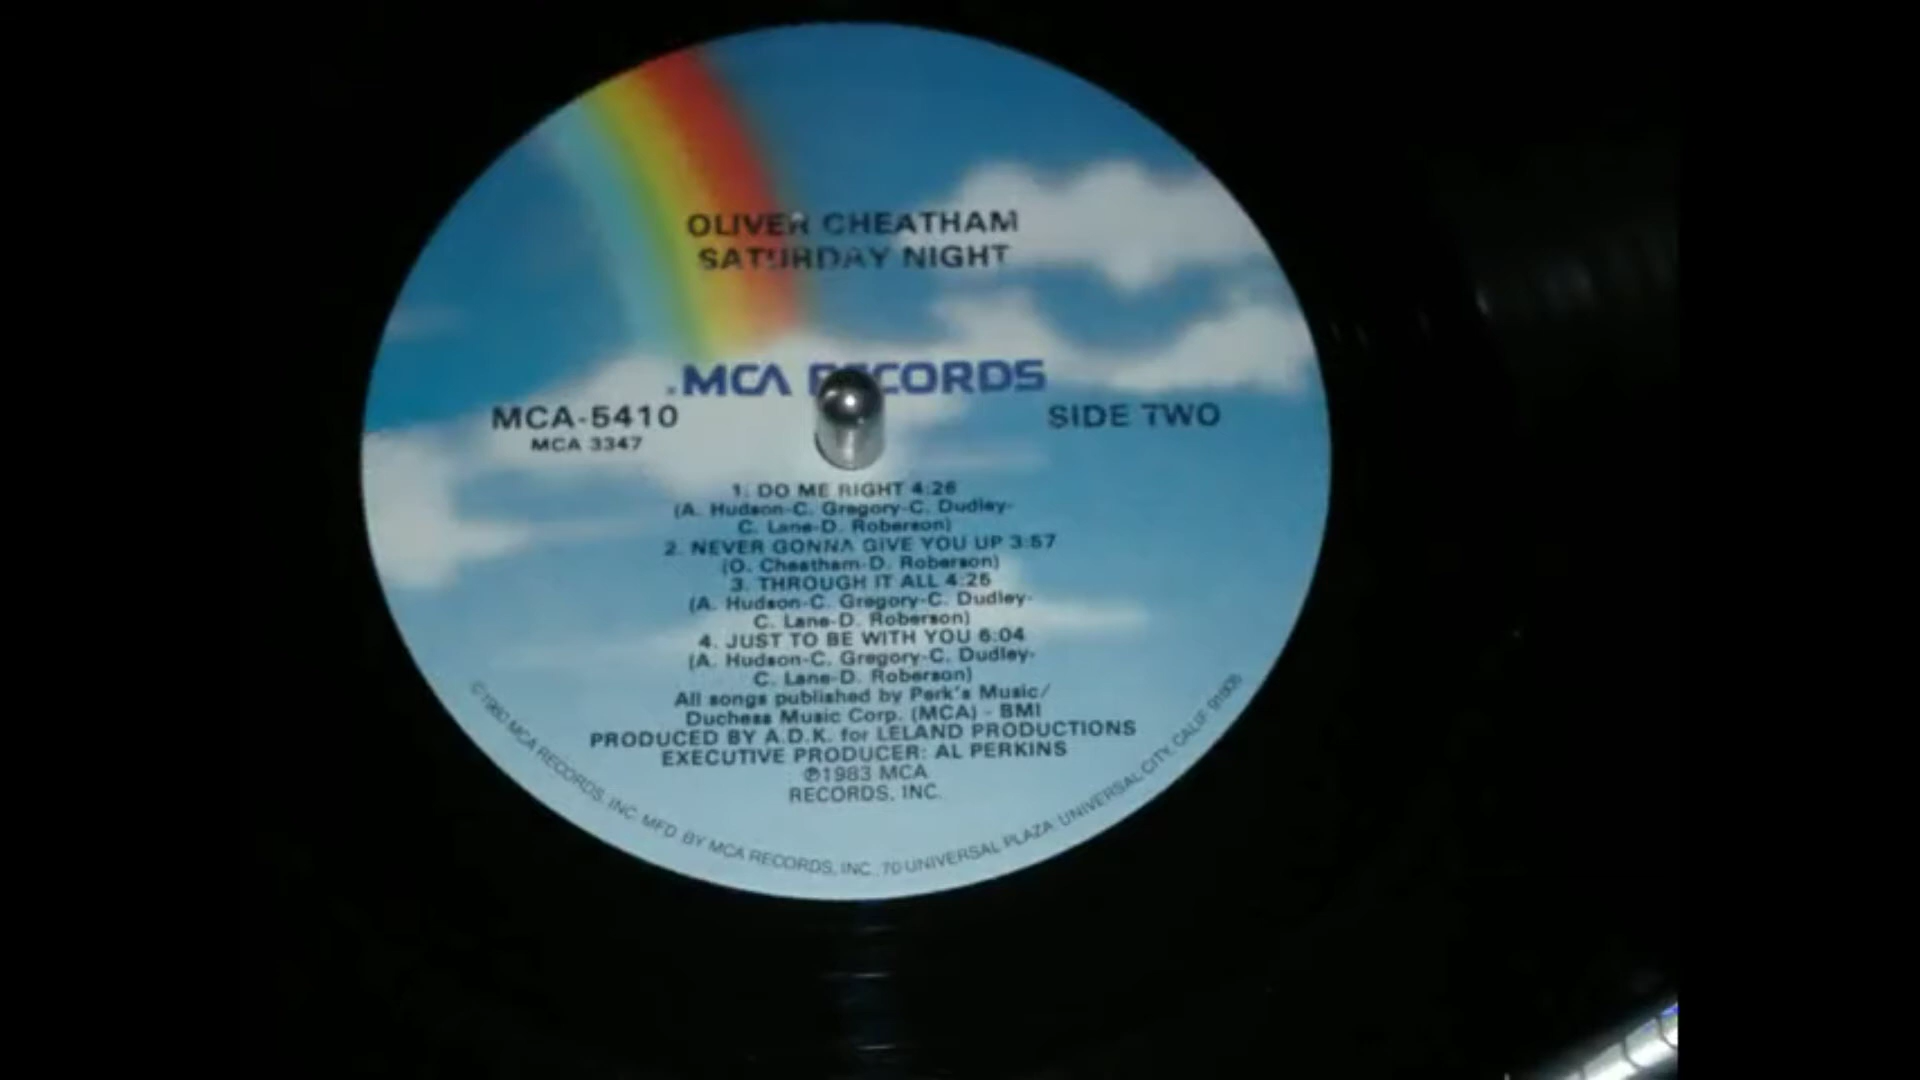 OLIVER CHEATHAM
SATURDAY NIGHT
MCA RECORDS
MCA-5410
SIDE TWO
MCA 3347
1. DO ME RIGHT 4:26
(A. Hudson-C. Gregory-C. Dudley-
C. Lane-D. Roberson)
2. NEVER GONNA GIVE YOU UP 3:57
(O. Cheatham-D. Roberson)
3. THROUGH IT ALL 4:25
(A. Hudson-C. Gregory-C. Dudley-
C. Lane-D. Roberson)
4. JUST TO BE WITH YOU 6:04
(A. Hudson-C. Gregory-C. Dudley-
C. Lane-D. Roberson)
All songs published by Perk's Music/
Duchess Music Corp. (MCA) - BMI
PRODUCED BY A.D.K. for LELAND PRODUCTIONS
EXECUTIVE PRODUCER: AL PERKINS
℗1983 MCA
RECORDS, INC.
©1980 MCA RECORDS, INC. MFD. BY MCA RECORDS, INC., 70 UNIVERSAL PLAZA, UNIVERSAL CITY, CALIF.